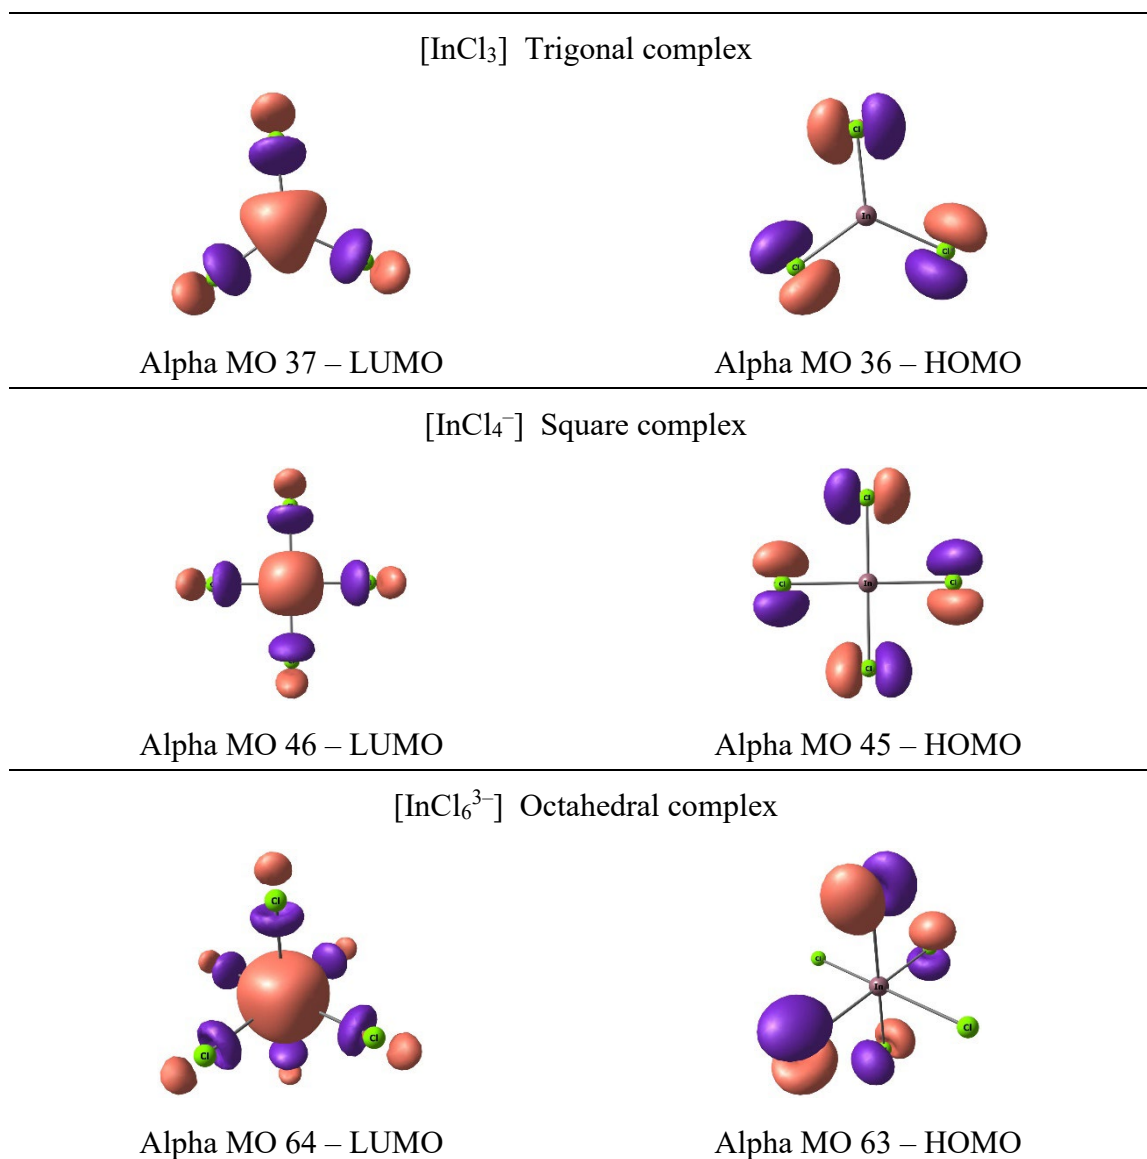 [InCl₃] Trigonal complex
Cl
In
Cl
Cl
Alpha MO 37 – LUMO Alpha MO 36 – HOMO
[InCl₄⁻] Square complex
Cl
Cl
In
Cl
Cl
Alpha MO 46 – LUMO Alpha MO 45 – HOMO
[InCl₆³⁻] Octahedral complex
Cl
Cl
Cl
Cl
In
Cl
Alpha MO 64 – LUMO Alpha MO 63 – HOMO